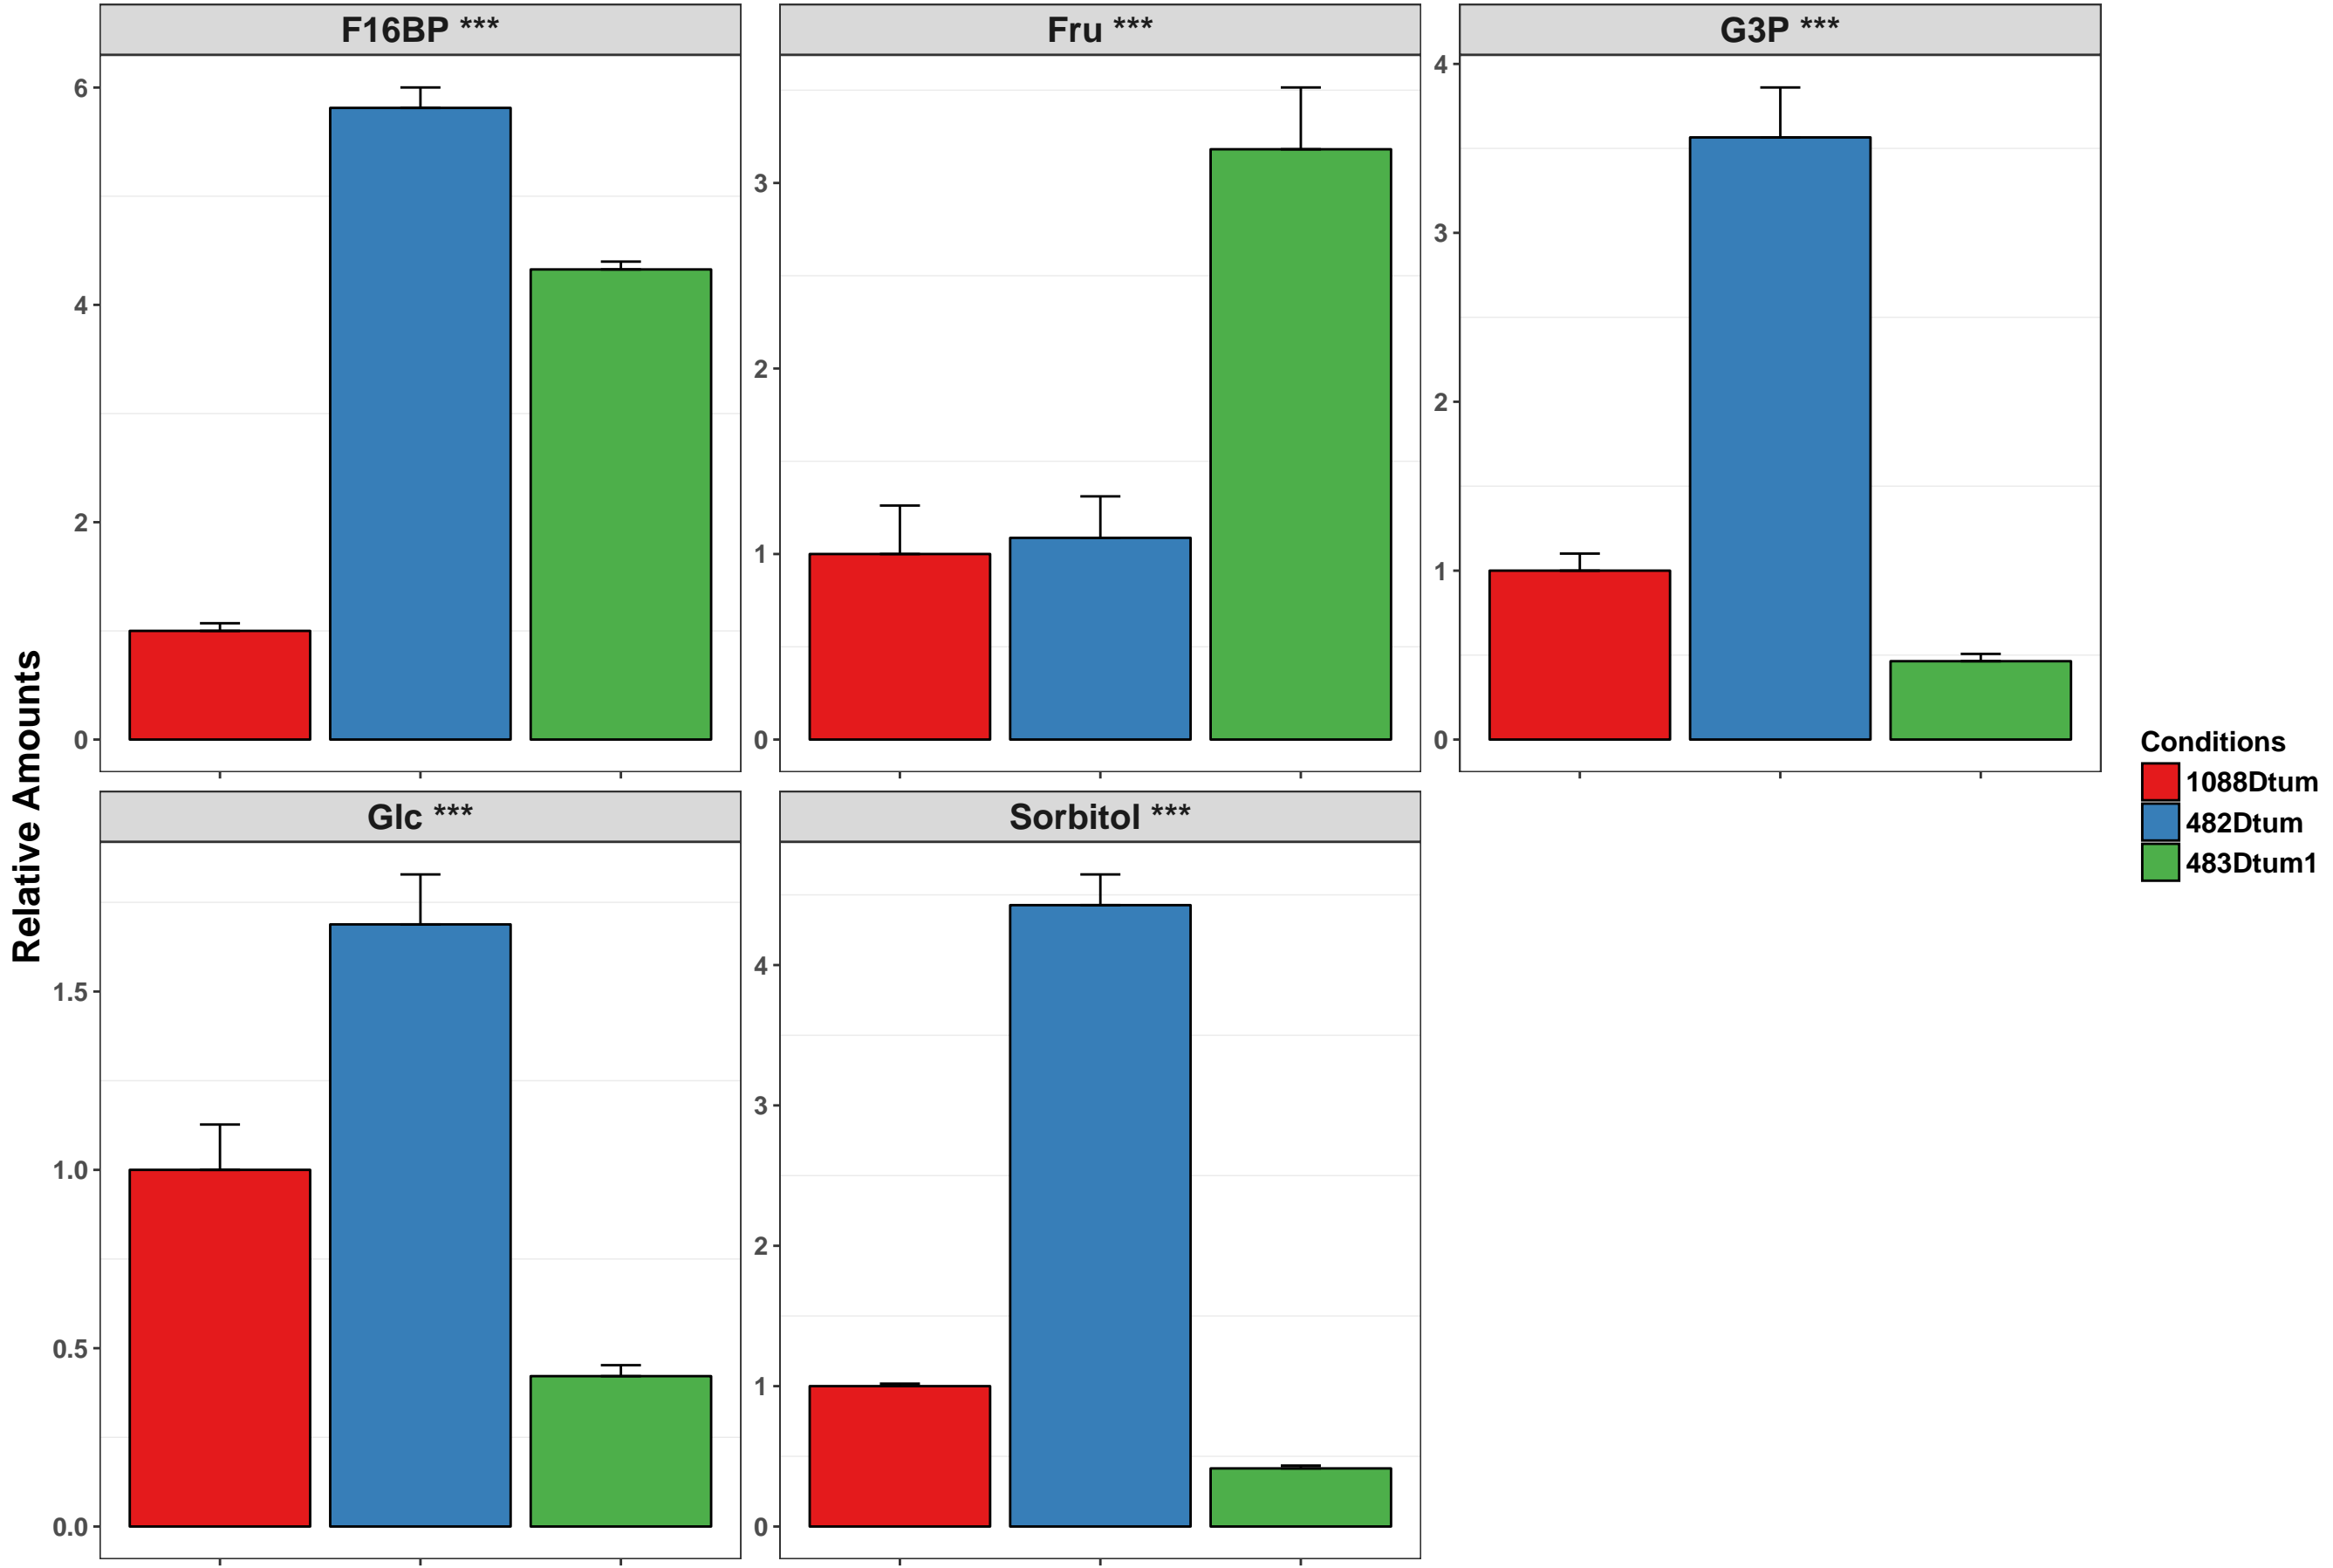 F16BP ***
Fru ***
G3P ***
6
4
2
0
3
2
1
0
4
3
2
1
0
Relative Amounts
Glc ***
Sorbitol ***
1.5
1.0
0.5
0.0
4
3
2
1
0
Conditions
1088Dtum
482Dtum
483Dtum1